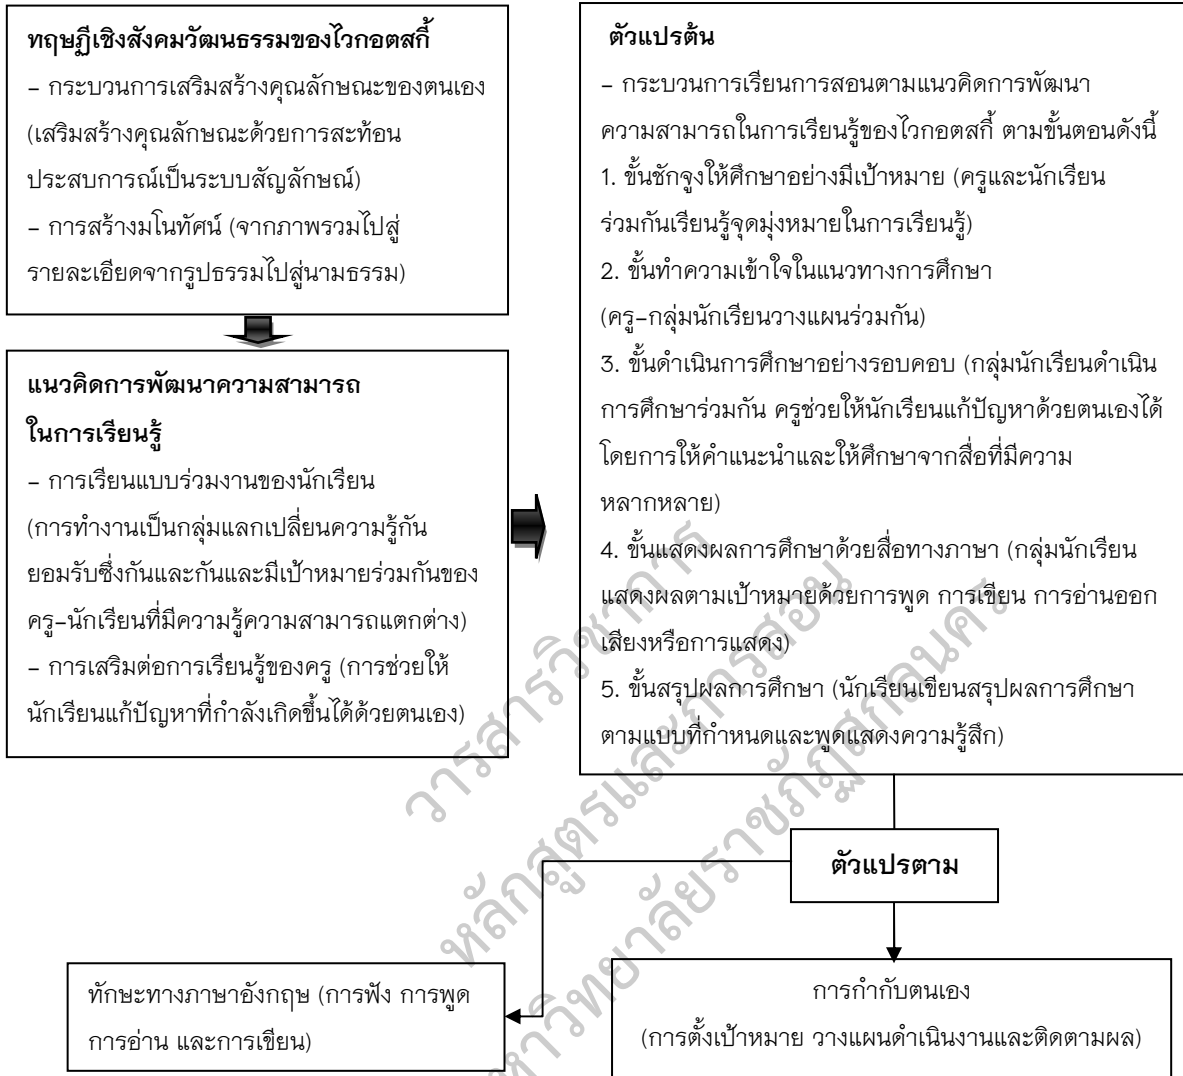 ทฤษฎีเชิงสังคมวัฒนธรรมของไวกอตสกี้
– กระบวนการเสริมสร้างคุณลักษณะของตนเอง
(เสริมสร้างคุณลักษณะด้วยการสะท้อน
ประสบการณ์เป็นระบบสัญลักษณ์)
– การสร้างมโนทัศน์ (จากภาพรวมไปสู่
รายละเอียดจากรูปธรรมไปสู่นามธรรม)
แนวคิดการพัฒนาความสามารถ
ในการเรียนรู้
– การเรียนแบบร่วมงานของนักเรียน
(การทำงานเป็นกลุ่มแลกเปลี่ยนความรู้กัน
ยอมรับซึ่งกันและกันและมีเป้าหมายร่วมกันของ
ครู–นักเรียนที่มีความรู้ความสามารถแตกต่าง)
– การเสริมต่อการเรียนรู้ของครู (การช่วยให้
นักเรียนแก้ปัญหาที่กำลังเกิดขึ้นได้ด้วยตนเอง)
ตัวแปรต้น
– กระบวนการเรียนการสอนตามแนวคิดการพัฒนา
ความสามารถในการเรียนรู้ของไวกอตสกี้ ตามขั้นตอนดังนี้
1. ขั้นชักจูงให้ศึกษาอย่างมีเป้าหมาย (ครูและนักเรียน
ร่วมกันเรียนรู้จุดมุ่งหมายในการเรียนรู้)
2. ขั้นทำความเข้าใจในแนวทางการศึกษา
(ครู–กลุ่มนักเรียนวางแผนร่วมกัน)
3. ขั้นดำเนินการศึกษาอย่างรอบคอบ (กลุ่มนักเรียนดำเนิน
การศึกษาร่วมกัน ครูช่วยให้นักเรียนแก้ปัญหาด้วยตนเองได้
โดยการให้คำแนะนำและให้ศึกษาจากสื่อที่มีความ
หลากหลาย)
4. ขั้นแสดงผลการศึกษาด้วยสื่อทางภาษา (กลุ่มนักเรียน
แสดงผลตามเป้าหมายด้วยการพูด การเขียน การอ่านออก
เสียงหรือการแสดง)
5. ขั้นสรุปผลการศึกษา (นักเรียนเขียนสรุปผลการศึกษา
ตามแบบที่กำหนดและพูดแสดงความรู้สึก)
ตัวแปรตาม
ทักษะทางภาษาอังกฤษ (การฟัง การพูด
การอ่าน และการเขียน)
การกำกับตนเอง
(การตั้งเป้าหมาย วางแผนดำเนินงานและติดตามผล)
วารสารวิชาการ
หลักสูตรและการสอน
มหาวิทยาลัยราชภัฏสกลนคร